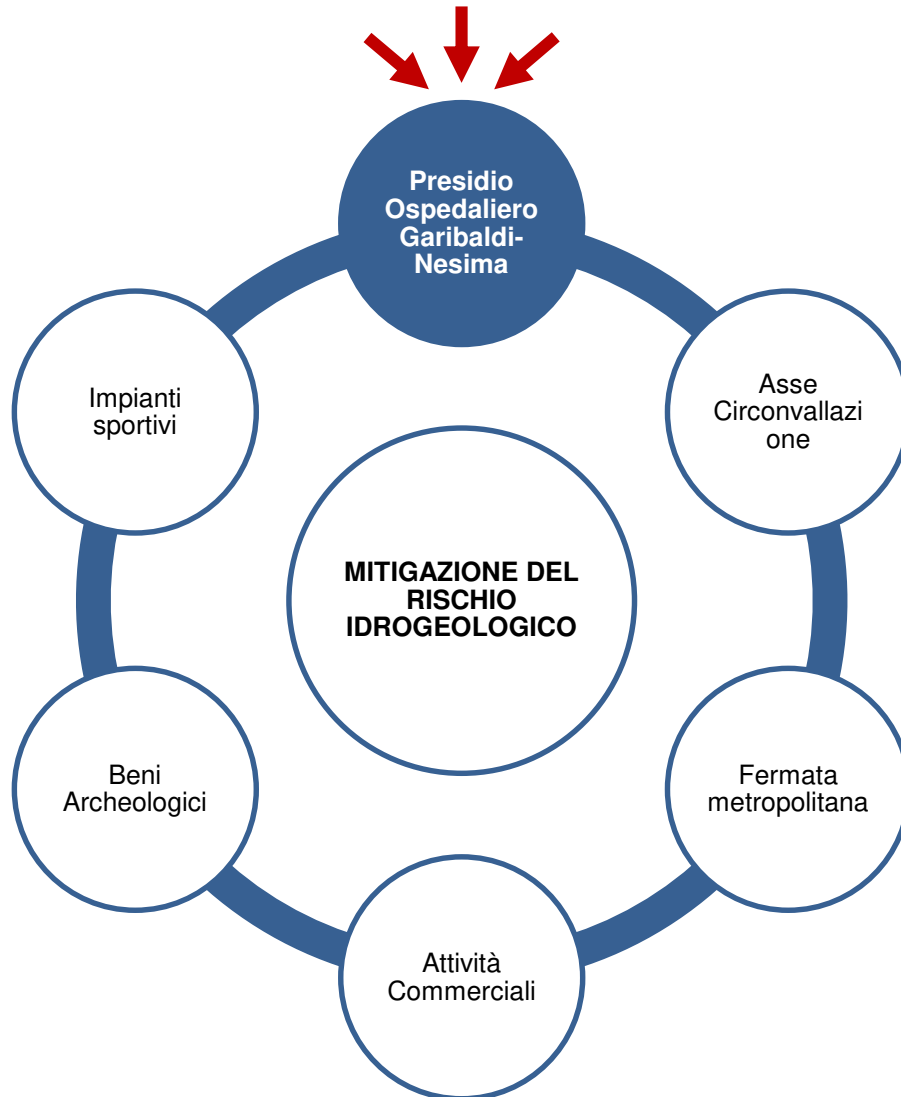 Presidio
Ospedaliero
Garibaldi-
Nesima
Impianti
sportivi
Asse
Circonvallazi
one
MITIGAZIONE DEL
RISCHIO
IDROGEOLOGICO
Beni
Archeologici
Fermata
metropolitana
Attività
Commerciali